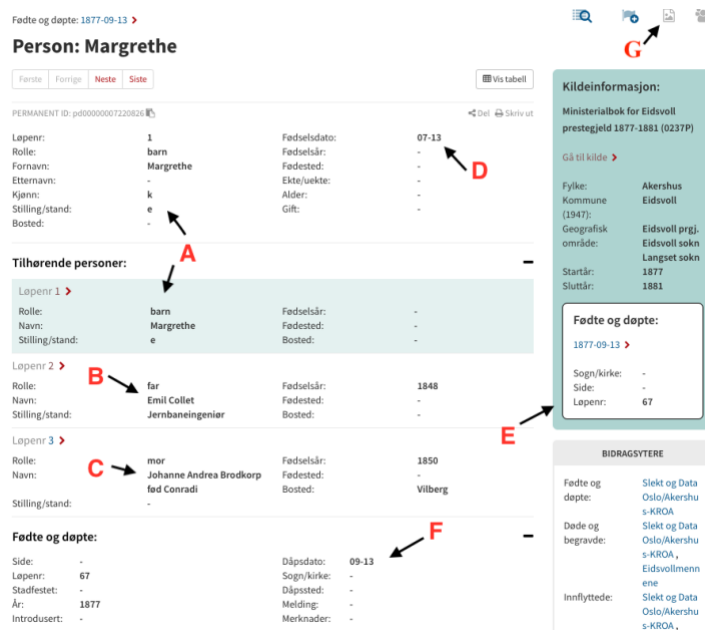 Fødte og døpte: 1877-09-13
Person: Margrethe
Første Forrige Neste Siste
Vis tabell
PERMANENT ID: pd00000007220826
Del Skriv ut
Løpenr: 1 Fødselsdato: 07-13
Rolle: barn Fødselsår: -
Fornavn: Margrethe Fødested: -
Etternavn: - Ekte/uekte: -
Kjønn: k Alder: -
Stilling/stand: e Gift: -
Bosted: -
D
A
Tilhørende personer:
Løpenr 1
Rolle: barn Fødselsår: -
Navn: Margrethe Fødested: -
Stilling/stand: e Bosted: -
Løpenr 2
B
Rolle: far Fødselsår: 1848
Navn: Emil Collet Fødested: -
Stilling/stand: Jernbaneingeniør Bosted: -
Løpenr 3
C
Rolle: mor Fødselsår: 1850
Navn: Johanne Andrea Brodkorp Fødested: -
fød Conradi Bosted: Vilberg
Stilling/stand: -
Fødte og døpte:
F
Side: - Dåpsdato: 09-13
Løpenr: 67 Sogn/kirke: -
Stadfestet: - Dåpssted: -
År: 1877 Melding: -
Introdusert: - Merknader: -
G
Kildeinformasjon:
Ministerialbok for Eidsvoll
prestegjeld 1877-1881 (0237P)
Gå til kilde
Fylke: Akershus
Kommune Eidsvoll
(1947):
Geografisk Eidsvoll prgj.
område: Eidsvoll sokn
Langset sokn
Startår: 1877
Sluttår: 1881
Fødte og døpte:
1877-09-13
Sogn/kirke: -
Side: -
Løpenr: 67
E
BIDRAGSYTERE
Fødte og Slekt og Data
døpte: Oslo/Akershu
s-KROA
Døde og Slekt og Data
begravde: Oslo/Akershu
s-KROA ,
Eidsvollmenn
ene
Innflyttede: Slekt og Data
Oslo/Akershu
s-KROA ,